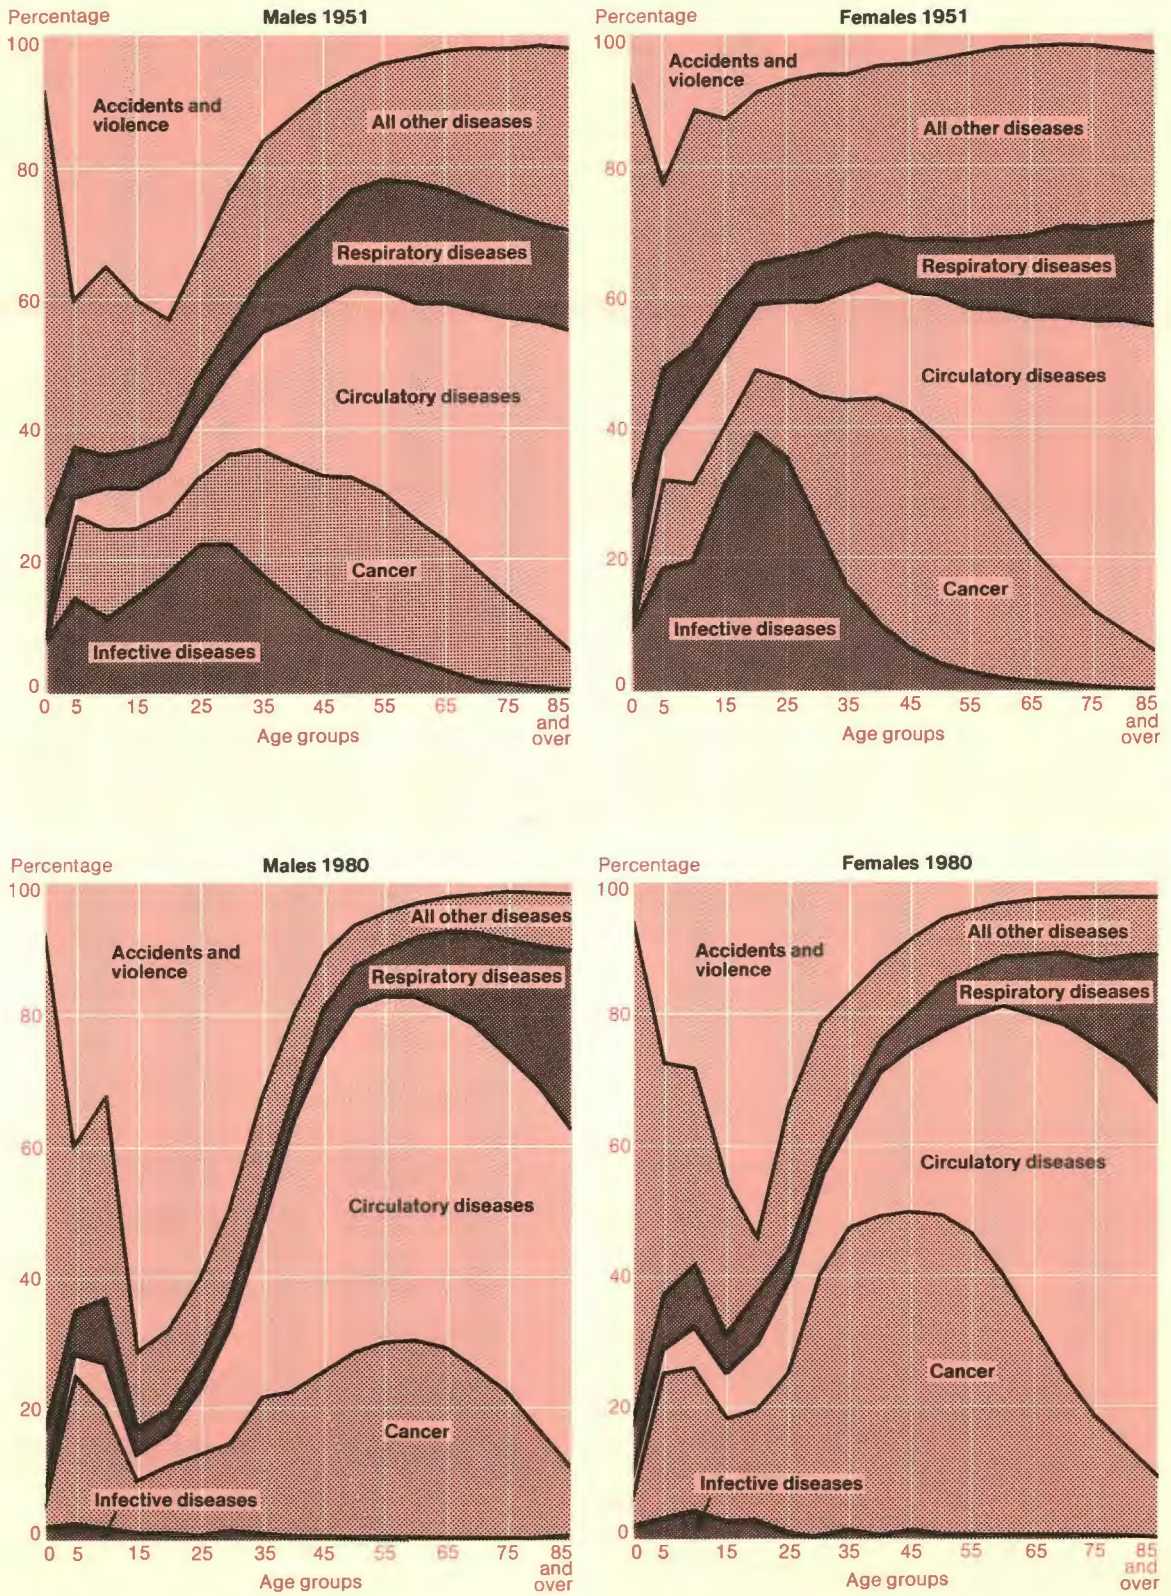 Percentage
Males 1951
100
80
60
40
20
0
Accidents and
violence
All other diseases
Respiratory diseases
Circulatory diseases
Cancer
Infective diseases
0 5 15 25 35 45 55 65 75 85
and
over
Age groups
Percentage
Females 1951
100
80
60
40
20
0
Accidents and
violence
All other diseases
Respiratory diseases
Circulatory diseases
Cancer
Infective diseases
0 5 15 25 35 45 55 65 75 85
and
over
Age groups
Percentage
Males 1980
100
80
60
40
20
0
Accidents and
violence
All other diseases
Respiratory diseases
Circulatory diseases
Cancer
Infective diseases
0 5 15 25 35 45 55 65 75 85
and
over
Age groups
Percentage
Females 1980
100
80
60
40
20
0
Accidents and
violence
All other diseases
Respiratory diseases
Circulatory diseases
Cancer
Infective diseases
0 5 15 25 35 45 55 65 75 85
and
over
Age groups